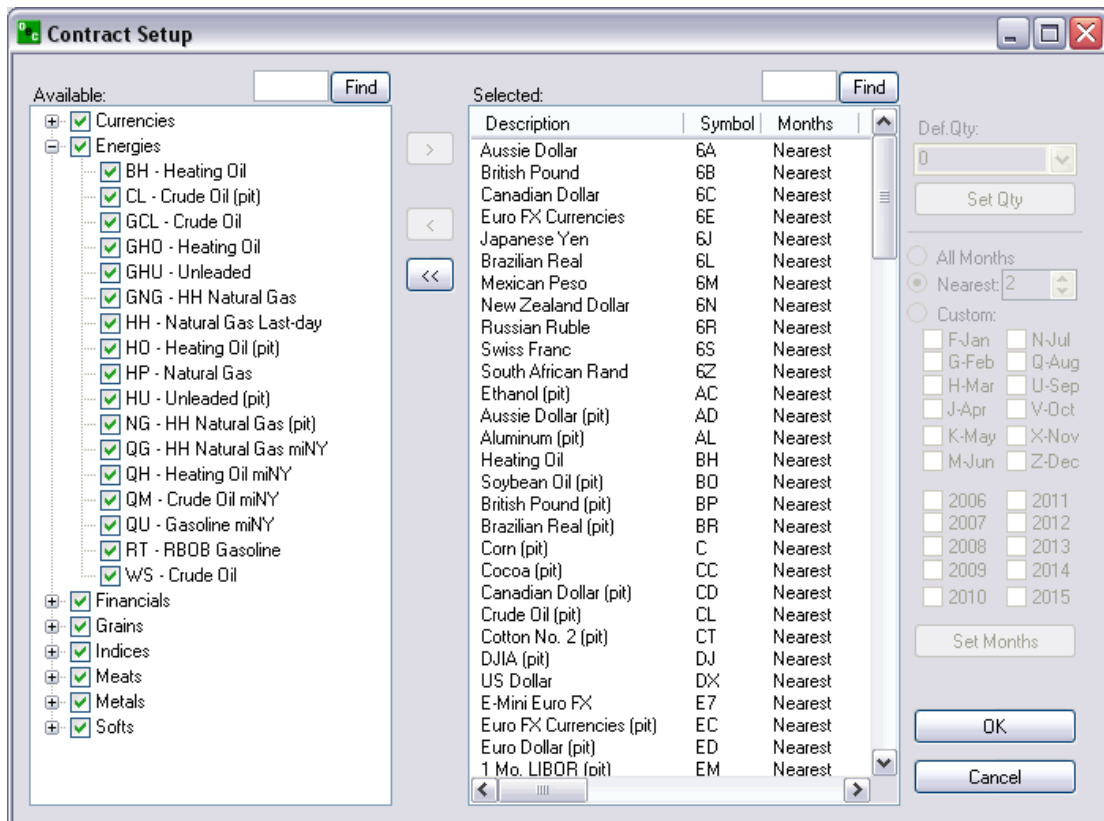 Contract Setup
Available:
Find
Currencies
Energies
BH - Heating Oil
CL - Crude Oil (pit)
GCL - Crude Oil
GHO - Heating Oil
GHU - Unleaded
GNG - HH Natural Gas
HH - Natural Gas Last-day
HO - Heating Oil (pit)
HP - Natural Gas
HU - Unleaded (pit)
NG - HH Natural Gas (pit)
QG - HH Natural Gas miNY
QH - Heating Oil miNY
QM - Crude Oil miNY
QU - Gasoline miNY
RT - RBOB Gasoline
WS - Crude Oil
Financials
Grains
Indices
Meats
Metals
Softs
>
<
<<
Selected:
Find
Description Symbol Months
Aussie Dollar 6A Nearest
British Pound 6B Nearest
Canadian Dollar 6C Nearest
Euro FX Currencies 6E Nearest
Japanese Yen 6J Nearest
Brazilian Real 6L Nearest
Mexican Peso 6M Nearest
New Zealand Dollar 6N Nearest
Russian Ruble 6R Nearest
Swiss Franc 6S Nearest
South African Rand 6Z Nearest
Ethanol (pit) AC Nearest
Aussie Dollar (pit) AD Nearest
Aluminum (pit) AL Nearest
Heating Oil BH Nearest
Soybean Oil (pit) BO Nearest
British Pound (pit) BP Nearest
Brazilian Real (pit) BR Nearest
Corn (pit) C Nearest
Cocoa (pit) CC Nearest
Canadian Dollar (pit) CD Nearest
Crude Oil (pit) CL Nearest
Cotton No. 2 (pit) CT Nearest
DJIA (pit) DJ Nearest
US Dollar DX Nearest
E-Mini Euro FX E7 Nearest
Euro FX Currencies (pit) EC Nearest
Euro Dollar (pit) ED Nearest
1 Mo. LIBOR (pit) EM Nearest
Def.Qty:
0
Set Qty
All Months
Nearest: 2
Custom:
F-Jan N-Jul
G-Feb Q-Aug
H-Mar U-Sep
J-Apr V-Oct
K-May X-Nov
M-Jun Z-Dec
2006 2011
2007 2012
2008 2013
2009 2014
2010 2015
Set Months
OK
Cancel